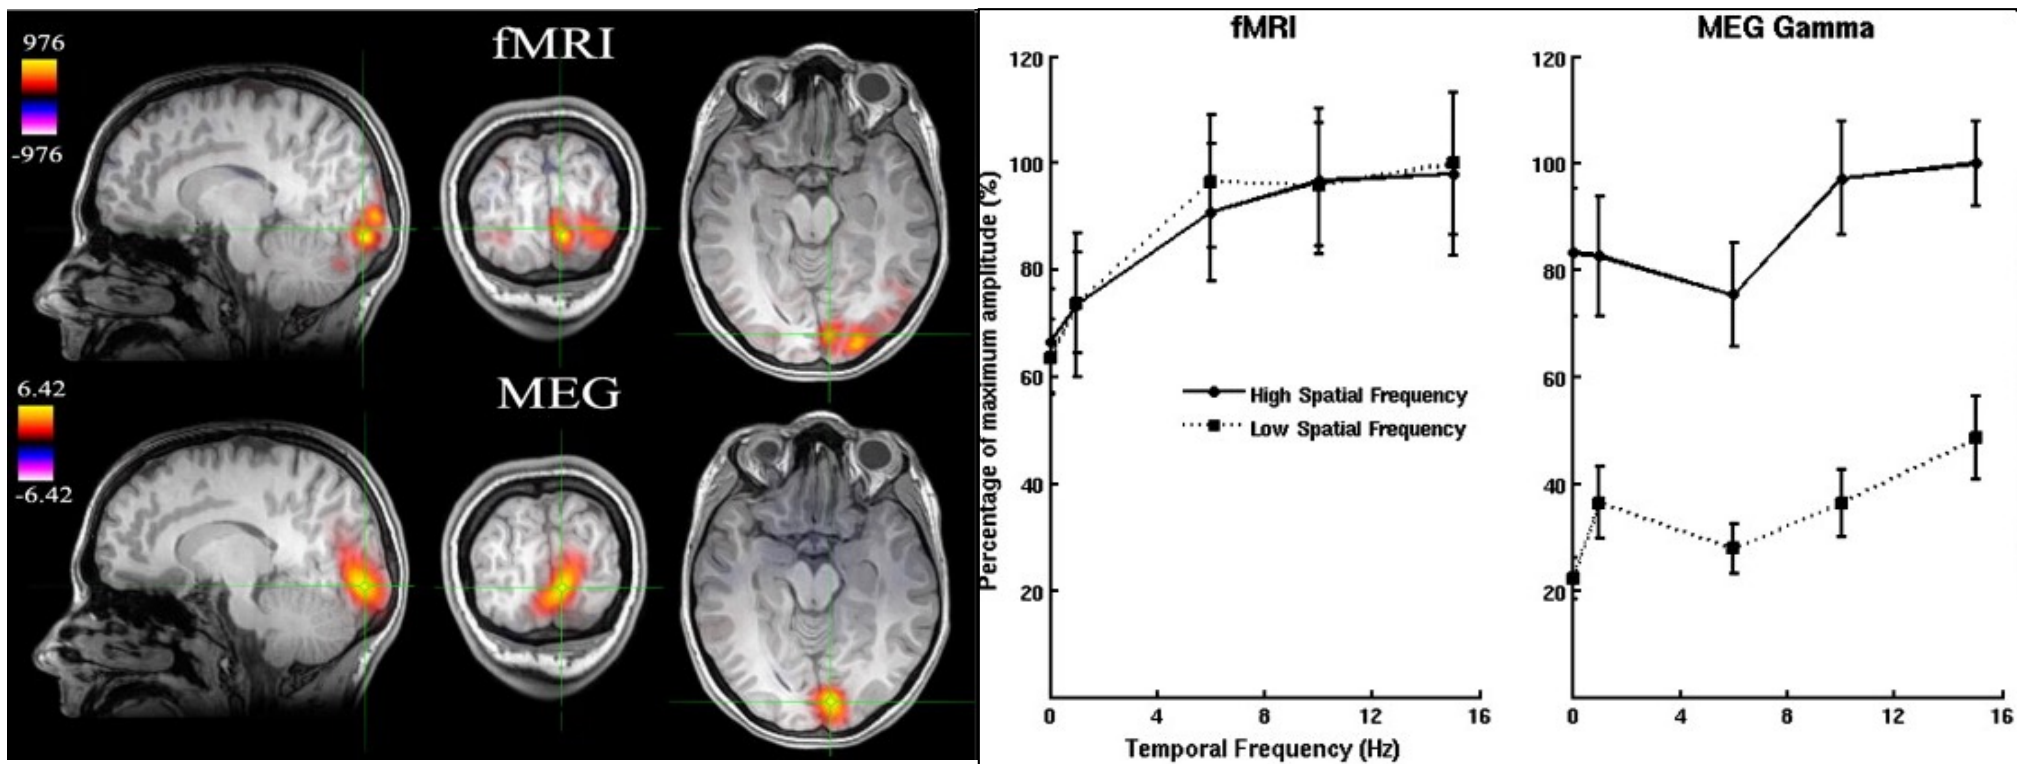 fMRI
976
-976
MEG
6.42
-6.42
fMRI
120
100
80
60
40
20
Percentage of maximum amplitude (%)
High Spatial Frequency
Low Spatial Frequency
0 4 8 12 16
Temporal Frequency (Hz)
MEG Gamma
120
100
80
60
40
20
0 4 8 12 16